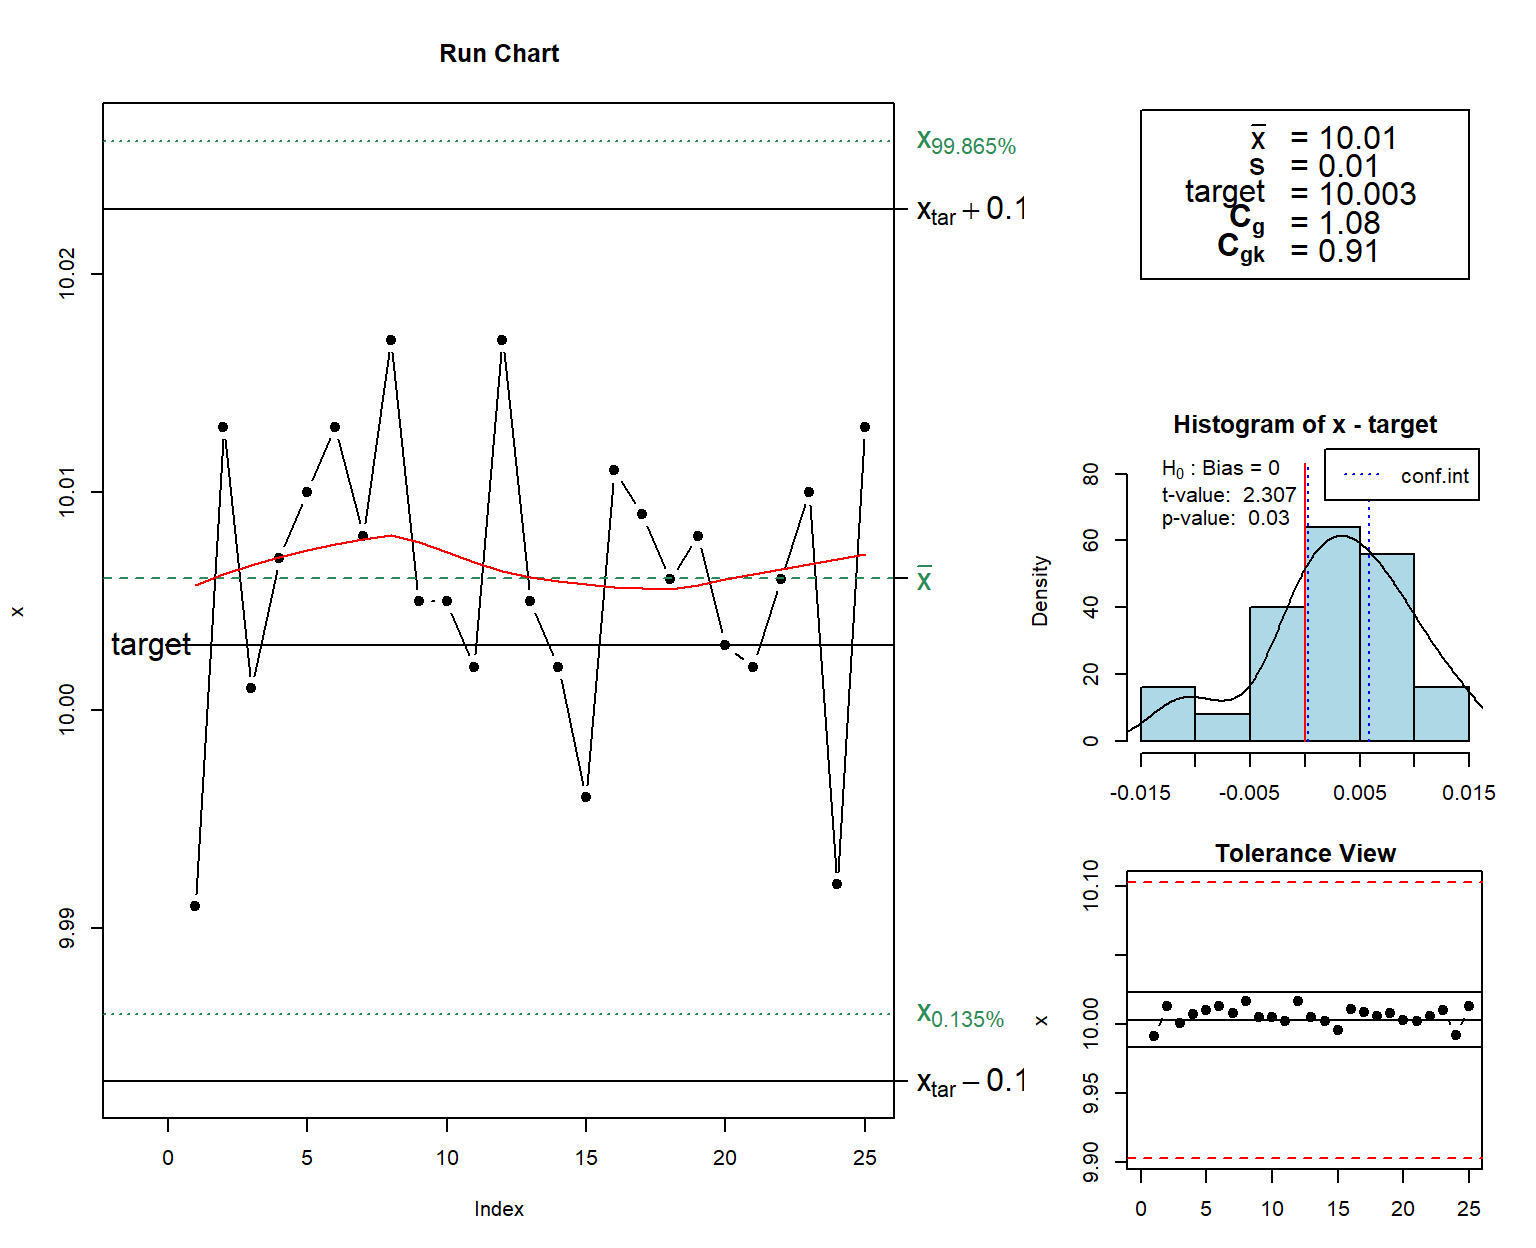 Run Chart
x
10.02
10.01
10.00
9.99
target
0 5 10 15 20 25
Index
x99.865%
xtar + 0.1
x̄
x0.135%
xtar − 0.1
x̄ = 10.01
s = 0.01
target = 10.003
Cg = 1.08
Cgk = 0.91
Histogram of x - target
H0 : Bias = 0
t-value: 2.307
p-value: 0.03
conf.int
Density
80
60
40
20
0
-0.015 -0.005 0.005 0.015
Tolerance View
x
10.10
10.00
9.95
9.90
0 5 10 15 20 25